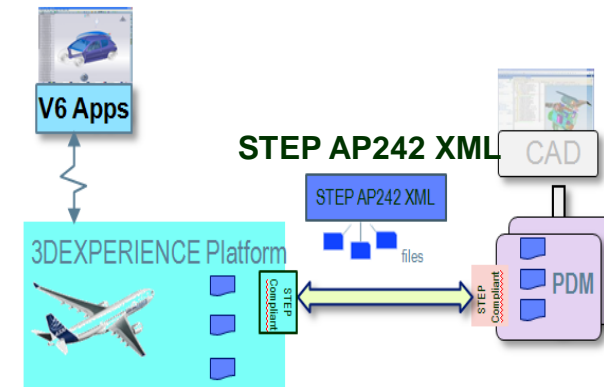 V6 Apps
STEP AP242 XML
CAD
STEP AP242 XML
3DEXPERIENCE Platform
files
STEP
Compliant
STEP
Compliant
PDM